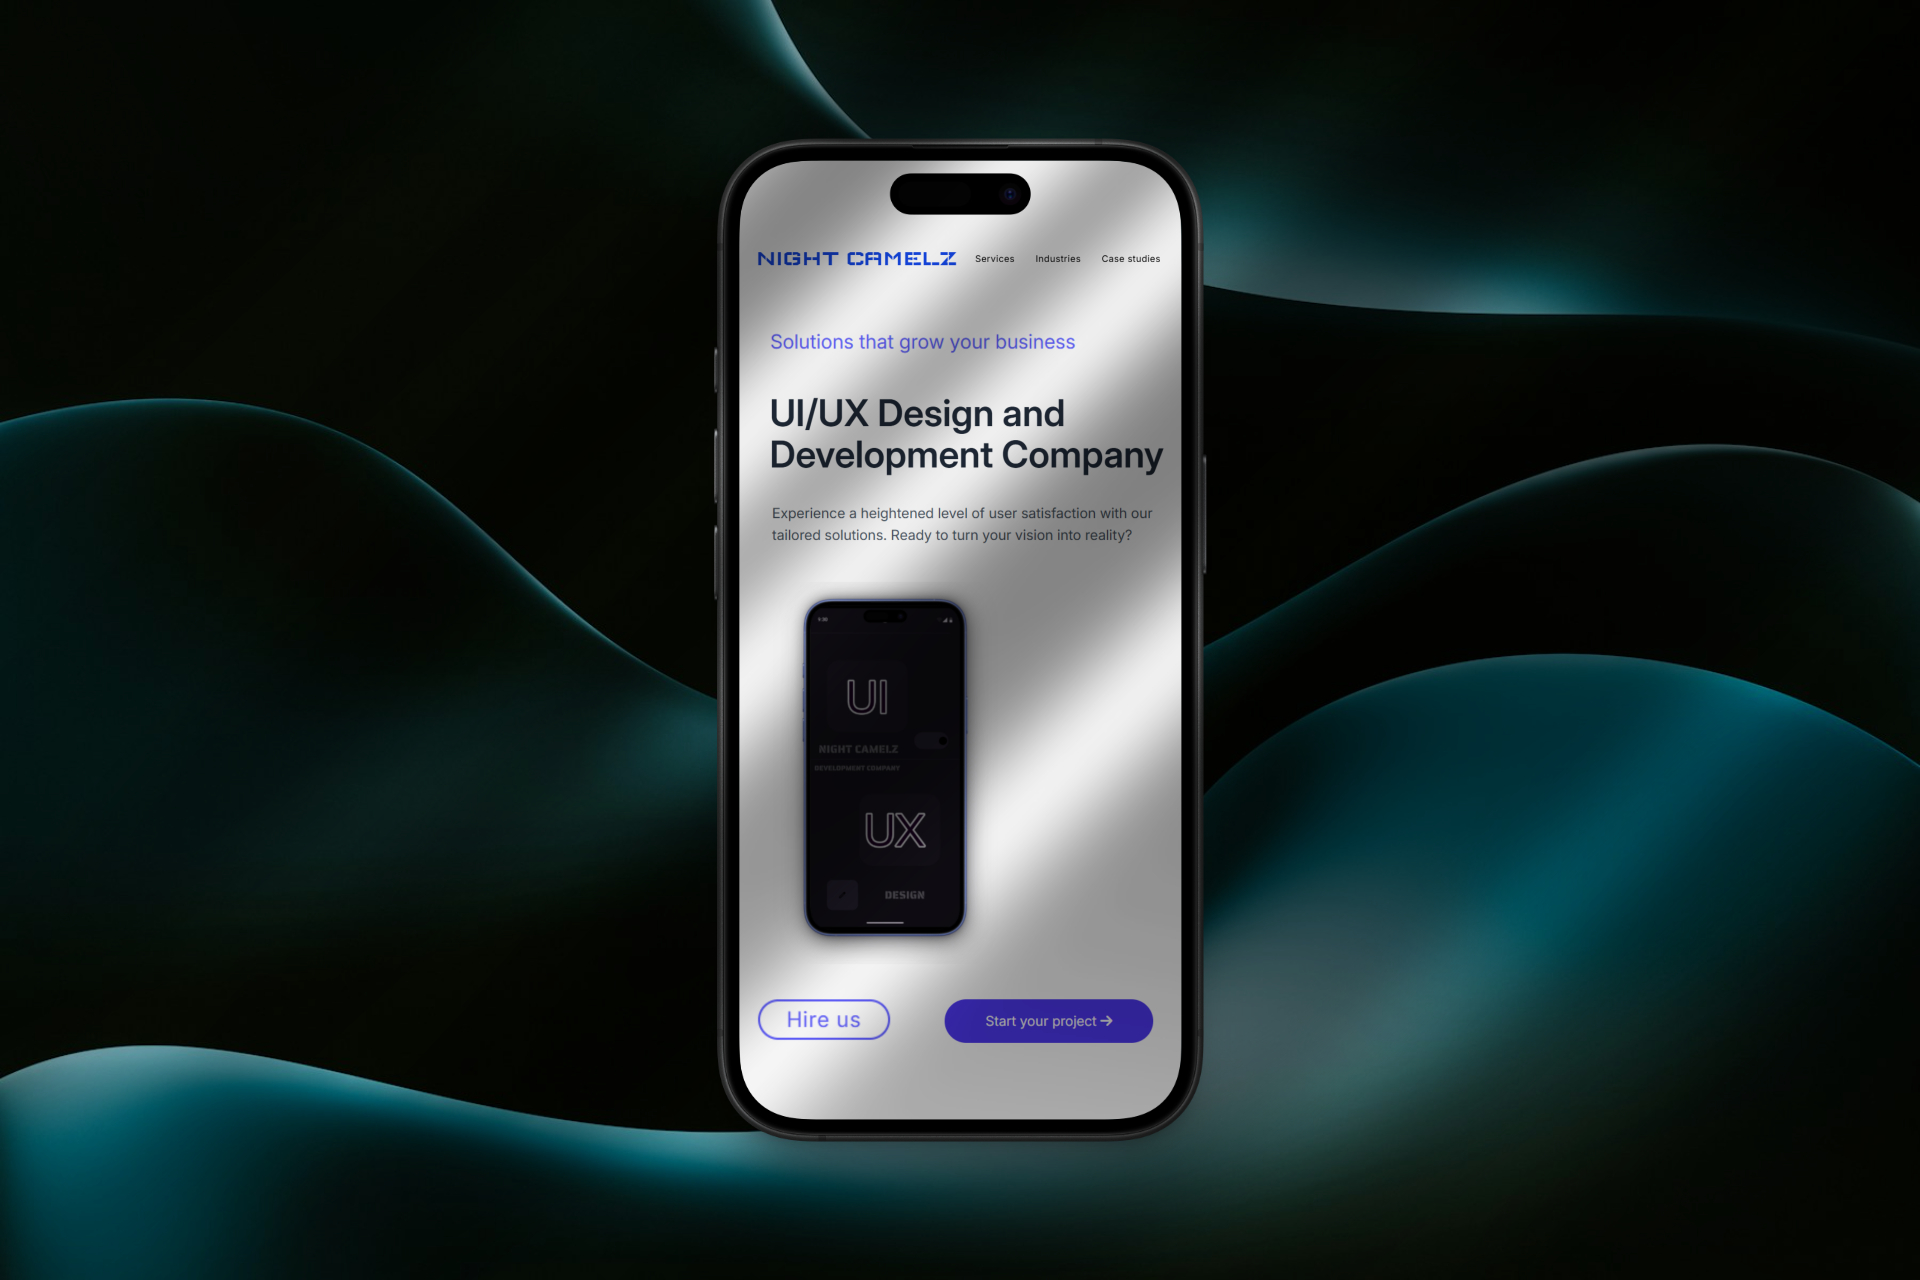 NIGHT CAMELZ Services Industries Case studies
Solutions that grow your business
UI/UX Design and
Development Company
Experience a heightened level of user satisfaction with our
tailored solutions. Ready to turn your vision into reality?
UI
NIGHT CAMELZ
DEVELOPMENT COMPANY
UX
DESIGN
Hire us
Start your project →